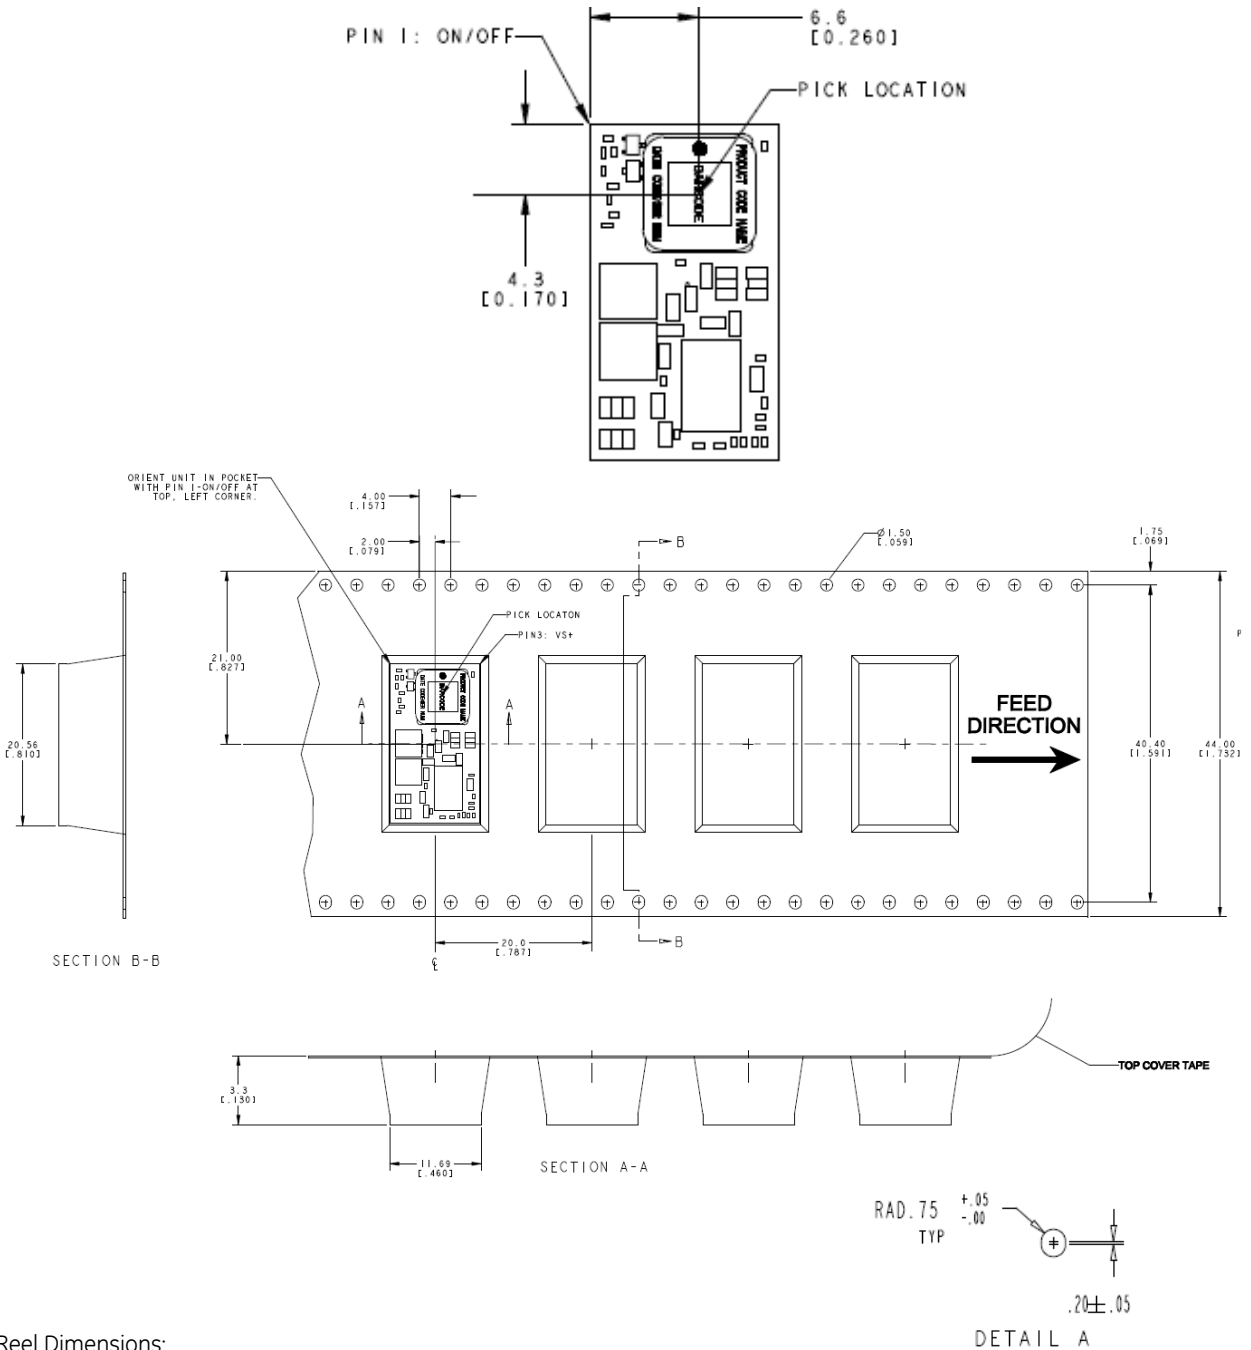 6.6
[0.260]
PIN 1: ON/OFF
PICK LOCATION
PRODUCT CODE NAME
BARCODE
4.3
[0.170]
ORIENT UNIT IN POCKET
WITH PIN 1-ON/OFF AT
TOP, LEFT CORNER.
4.00
[.157]
2.00
[.079]
B
Ø1.50
[.059]
1.75
[.069]
PICK LOCATON
PIN3: VS+
P
21.00
[.827]
A
A
FEED
DIRECTION
20.56
[.810]
40.40
[1.591]
44.00
[1.732]
PRODUCT CODE NAME
BARCODE
20.0
[.787]
B
SECTION B-B
℄
3.3
[.130]
TOP COVER TAPE
11.69
[.460]
SECTION A-A
RAD.75 +.05
-.00
TYP
.20±.05
DETAIL A
Reel Dimensions: